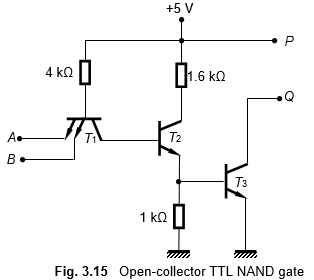 +5 V
P
4 kΩ
1.6 kΩ
Q
A
T1
T2
B
T3
1 kΩ
Fig. 3.15 Open-collector TTL NAND gate